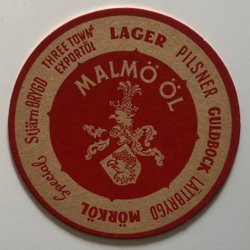 MALMÖ ÖL
LAGER
PILSNER
GULDBOCK
LÄTTBRYGD
MÖRKÖL
Special
StjärnBRYGD
THREE TOWNS
EXPORTÖL